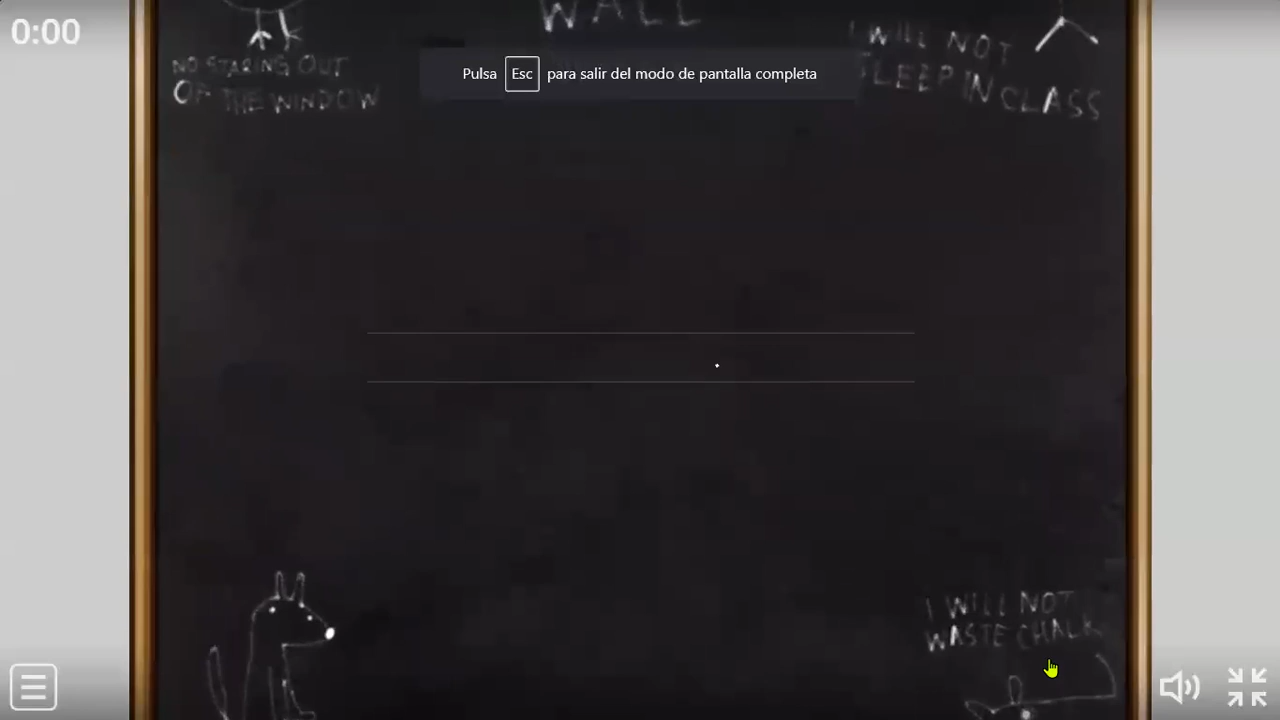 0:00
WALL
NO STARING OUT
OF THE WINDOW
I WILL NOT
SLEEP IN CLASS
Pulsa Esc para salir del modo de pantalla completa
I WILL NOT
WASTE CHALK